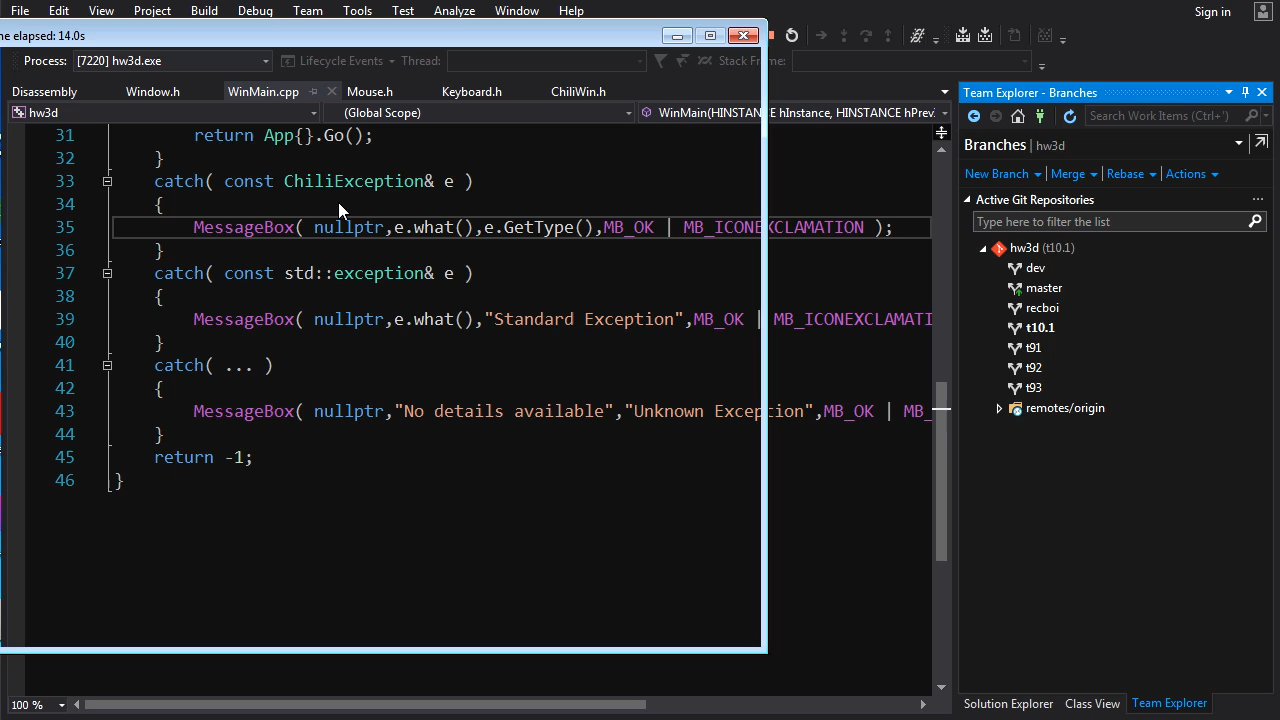 File Edit View Project Build Debug Team Tools Test Analyze Window Help Sign in
ne elapsed: 14.0s
Process: [7220] hw3d.exe Lifecycle Events Thread: Stack Frame:
Disassembly Window.h WinMain.cpp Mouse.h Keyboard.h ChiliWin.h
hw3d (Global Scope) WinMain(HINSTANCE hInstance, HINSTANCE hPrevi
31 return App{}.Go();
32 }
33 catch( const ChiliException& e )
34 {
35 MessageBox( nullptr,e.what(),e.GetType(),MB_OK | MB_ICONEXCLAMATION );
36 }
37 catch( const std::exception& e )
38 {
39 MessageBox( nullptr,e.what(),"Standard Exception",MB_OK | MB_ICONEXCLAMATI
40 }
41 catch( ... )
42 {
43 MessageBox( nullptr,"No details available","Unknown Exception",MB_OK | MB_
44 }
45 return -1;
46 }
100 %
Team Explorer - Branches
Search Work Items (Ctrl+')
Branches | hw3d
New Branch Merge Rebase Actions
Active Git Repositories ...
Type here to filter the list
hw3d (t10.1)
dev
master
recboi
t10.1
t91
t92
t93
remotes/origin
Solution Explorer Class View Team Explorer